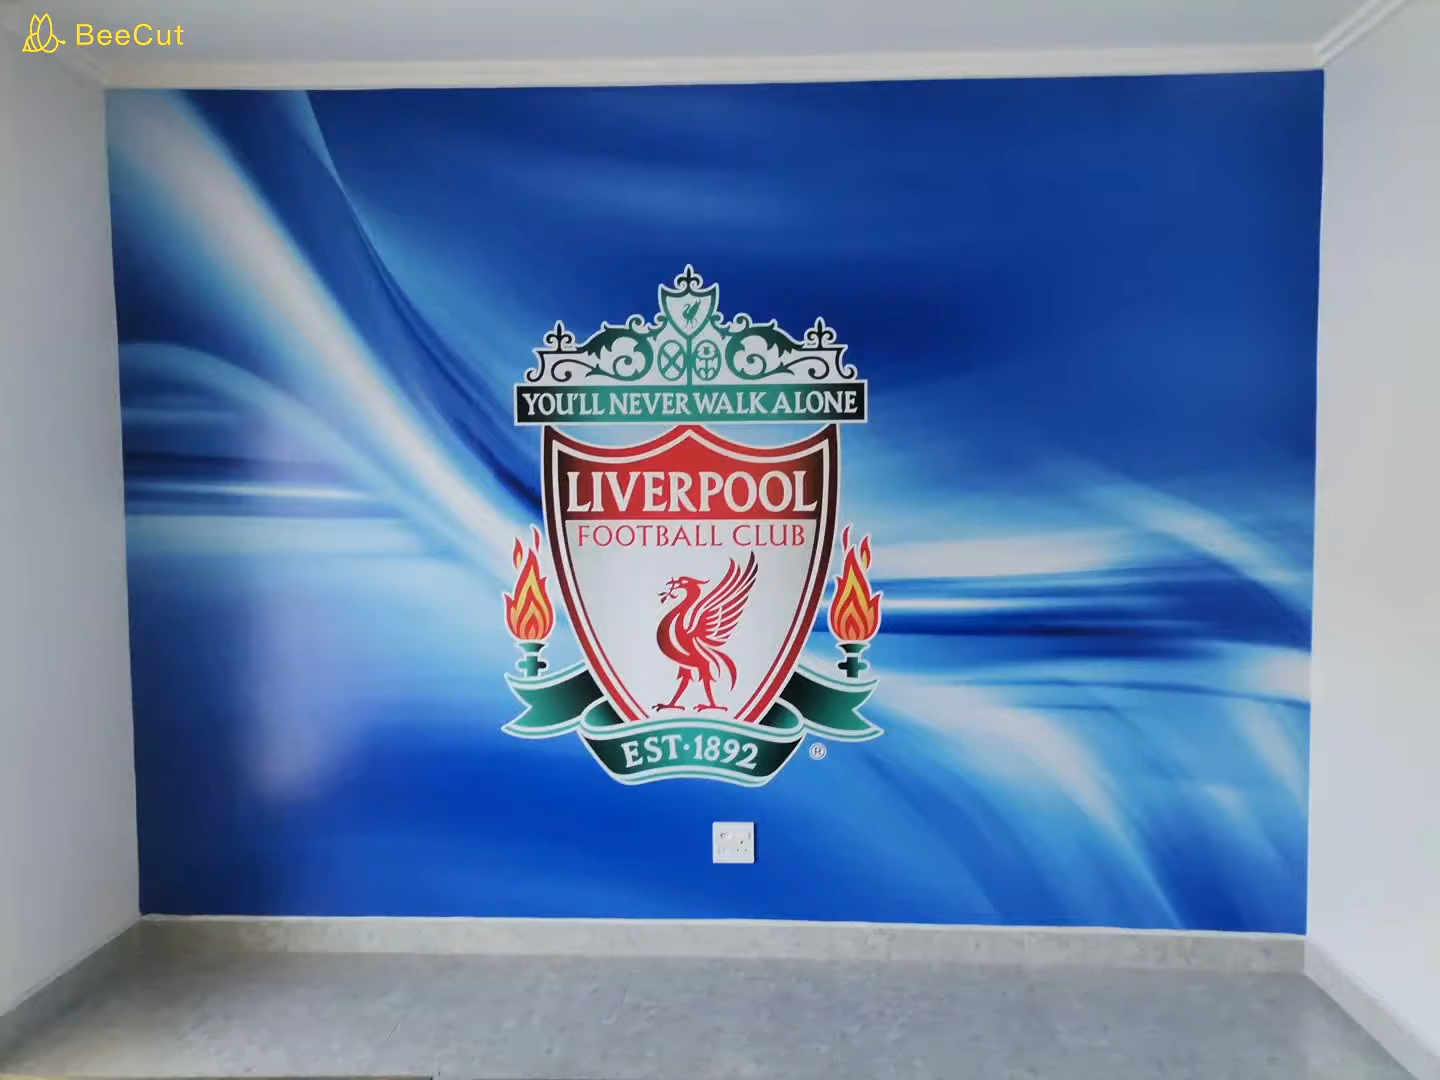 BeeCut
YOU'LL NEVER WALK ALONE
LIVERPOOL
FOOTBALL CLUB
EST·1892
®